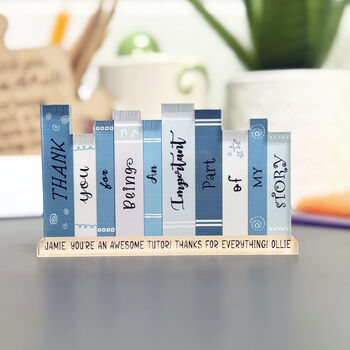 THANK you for Being An Important Part of MY STORY
JAMIE, YOU'RE AN AWESOME TUTOR! THANKS FOR EVERYTHING! OLLIE